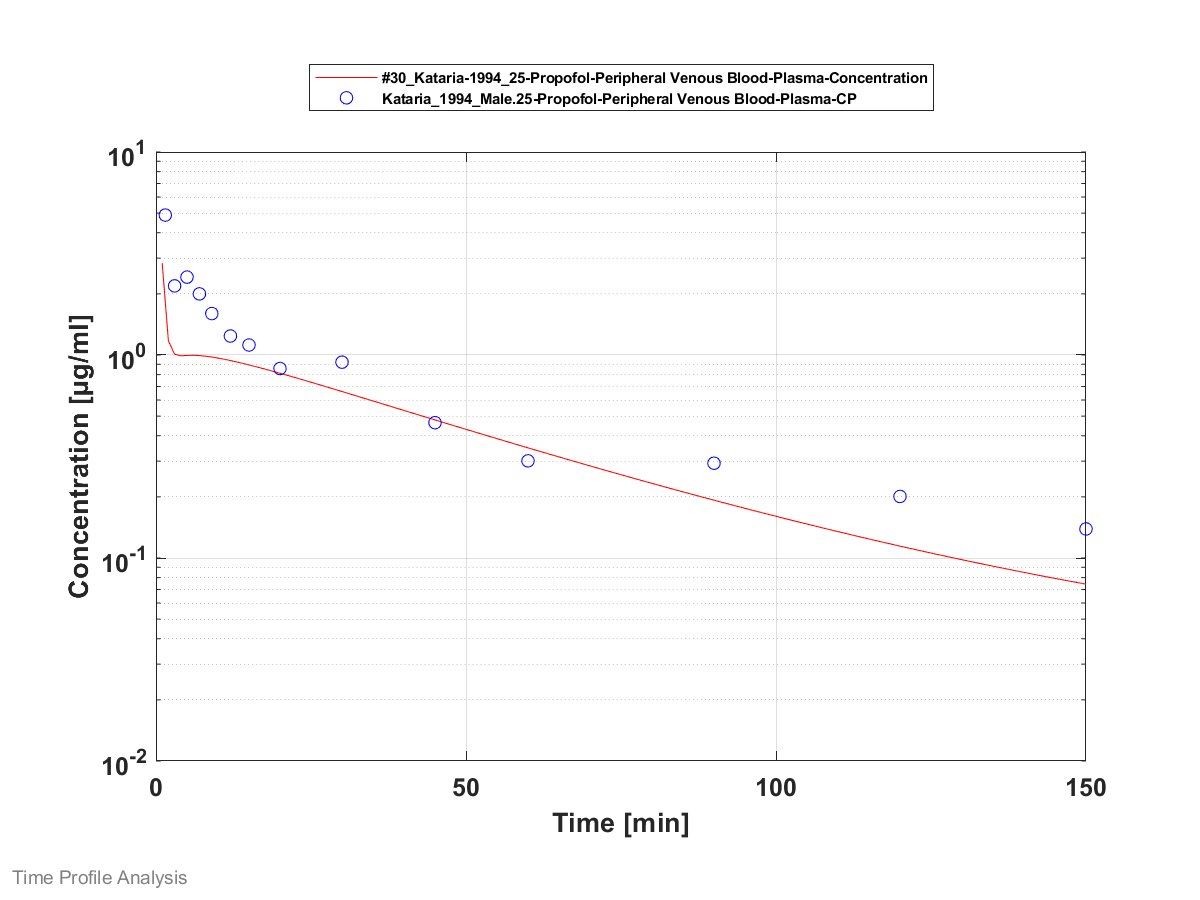 #30_Kataria-1994_25-Propofol-Peripheral Venous Blood-Plasma-Concentration
Kataria_1994_Male.25-Propofol-Peripheral Venous Blood-Plasma-CP
10^1
10^0
10^-1
10^-2
Concentration [µg/ml]
0 50 100 150
Time [min]
Time Profile Analysis